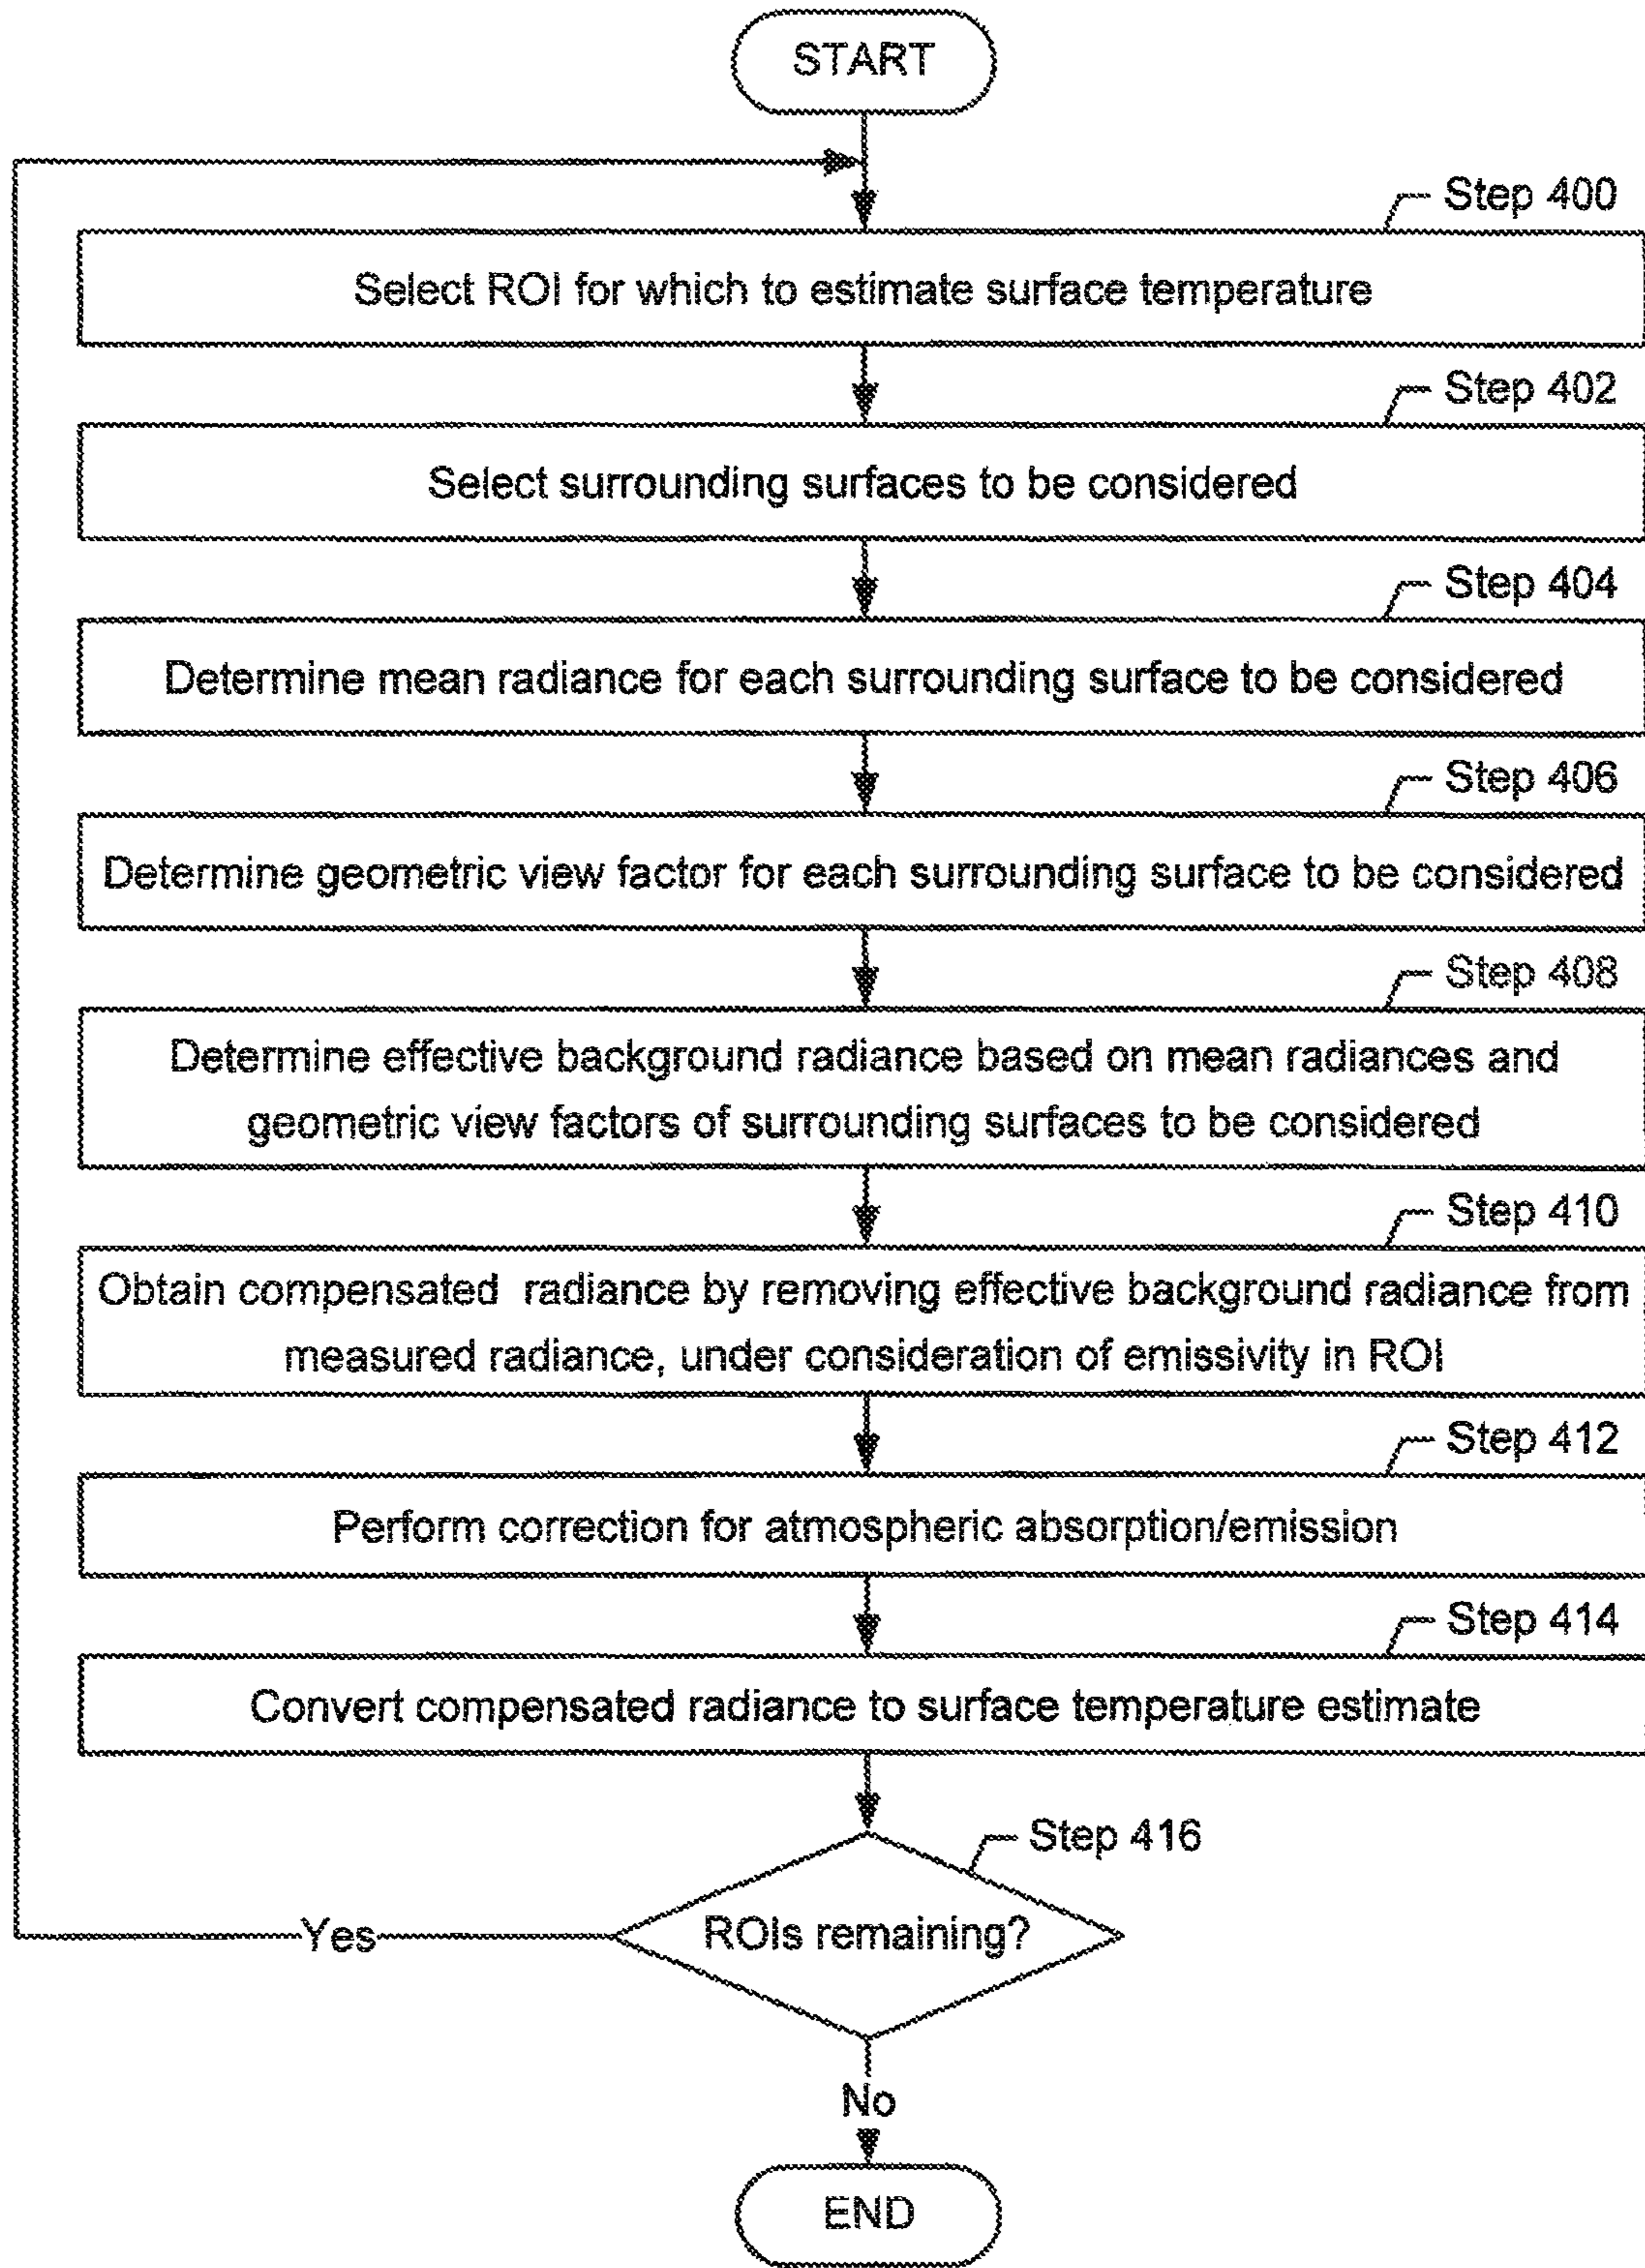 START
Step 400
Select ROI for which to estimate surface temperature
Step 402
Select surrounding surfaces to be considered
Step 404
Determine mean radiance for each surrounding surface to be considered
Step 406
Determine geometric view factor for each surrounding surface to be considered
Step 408
Determine effective background radiance based on mean radiances and
geometric view factors of surrounding surfaces to be considered
Step 410
Obtain compensated radiance by removing effective background radiance from
measured radiance, under consideration of emissivity in ROI
Step 412
Perform correction for atmospheric absorption/emission
Step 414
Convert compensated radiance to surface temperature estimate
Step 416
ROIs remaining?
Yes
No
END